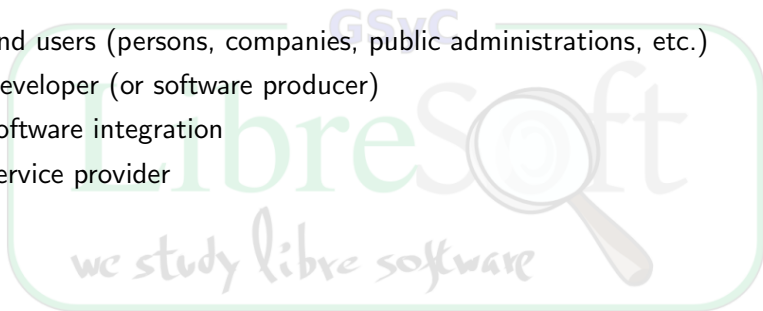 GSyC
nd users (persons, companies, public administrations, etc.)
eveloper (or software producer)
oftware integration
ervice provider
LibreSoft
we study libre software